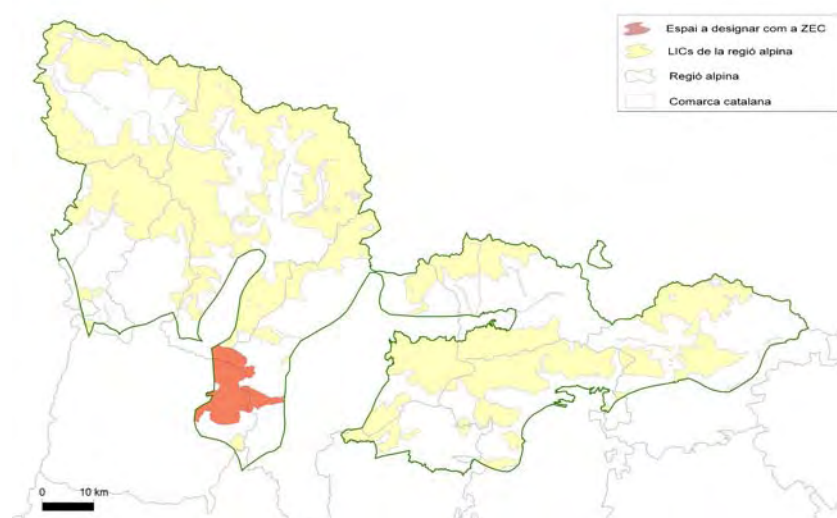 Espai a designar com a ZEC
LICs de la regió alpina
Regió alpina
Comarca catalana
0 10 km